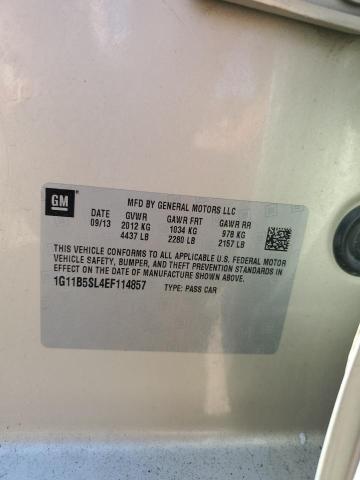 GM
MFD BY GENERAL MOTORS LLC
DATE GVWR GAWR FRT GAWR RR
09/13 2012 KG 1034 KG 978 KG
4437 LB 2280 LB 2157 LB
THIS VEHICLE CONFORMS TO ALL APPLICABLE U.S. FEDERAL MOTOR
VEHICLE SAFETY, BUMPER, AND THEFT PREVENTION STANDARDS IN
EFFECT ON THE DATE OF MANUFACTURE SHOWN ABOVE.
1G11B5SL4EF114857 TYPE: PASS CAR